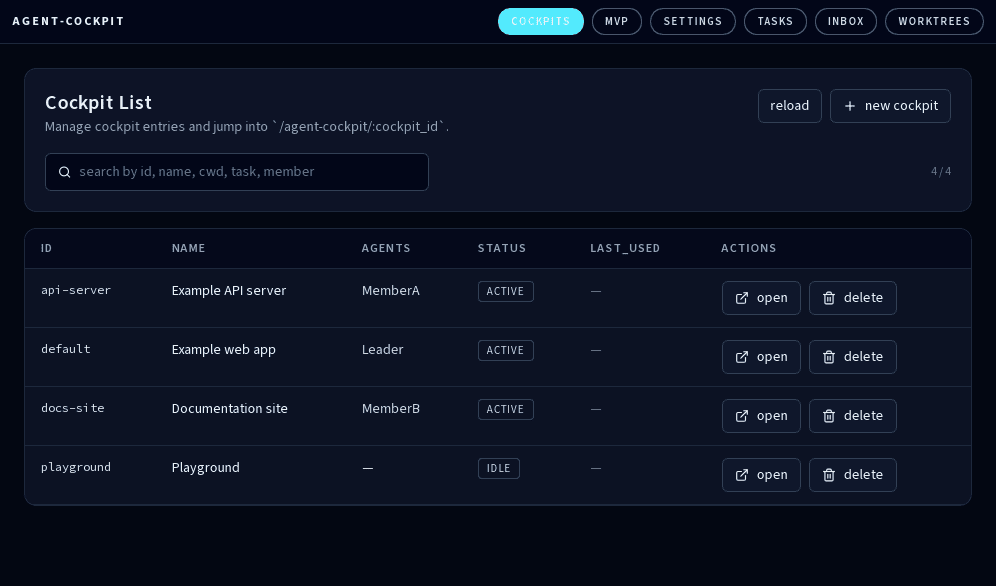 AGENT-COCKPIT COCKPITS MVP SETTINGS TASKS INBOX WORKTREES
Cockpit List
Manage cockpit entries and jump into `/agent-cockpit/:cockpit_id`.
reload + new cockpit
search by id, name, cwd, task, member
4/4
ID NAME AGENTS STATUS LAST_USED ACTIONS
api-server Example API server MemberA ACTIVE — open delete
default Example web app Leader ACTIVE — open delete
docs-site Documentation site MemberB ACTIVE — open delete
playground Playground — IDLE — open delete